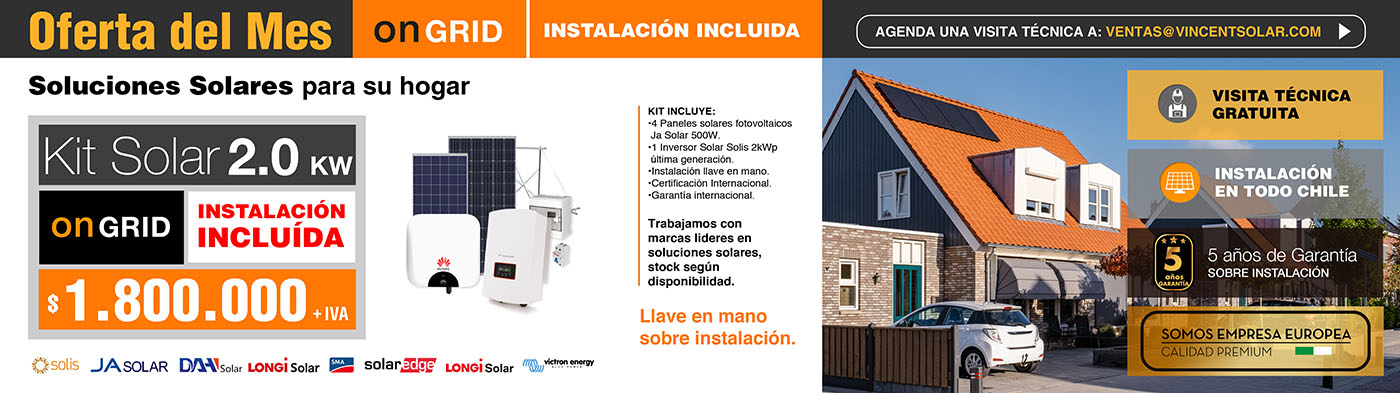 Oferta del Mes
on GRID
INSTALACIÓN INCLUIDA
AGENDA UNA VISITA TÉCNICA A: VENTAS@VINCENTSOLAR.COM
Soluciones Solares para su hogar
Kit Solar 2.0 KW
on GRID
INSTALACIÓN
INCLUÍDA
$ 1.800.000 + IVA
HUAWEI
KIT INCLUYE:
•4 Paneles solares fotovoltaicos
Ja Solar 500W.
•1 Inversor Solar Solis 2kWp
última generación.
•Instalación llave en mano.
•Certificación Internacional.
•Garantía internacional.
Trabajamos con
marcas lideres en
soluciones solares,
stock según
disponibilidad.
Llave en mano
sobre instalación.
solis
JA SOLAR
DAH Solar
LONGi Solar
SMA
solaredge
LONGi Solar
victron energy
BLUE POWER
VISITA TÉCNICA
GRATUITA
INSTALACIÓN
EN TODO CHILE
5
años
GARANTÍA
5 años de Garantía
SOBRE INSTALACIÓN
SOMOS EMPRESA EUROPEA
CALIDAD PREMIUM